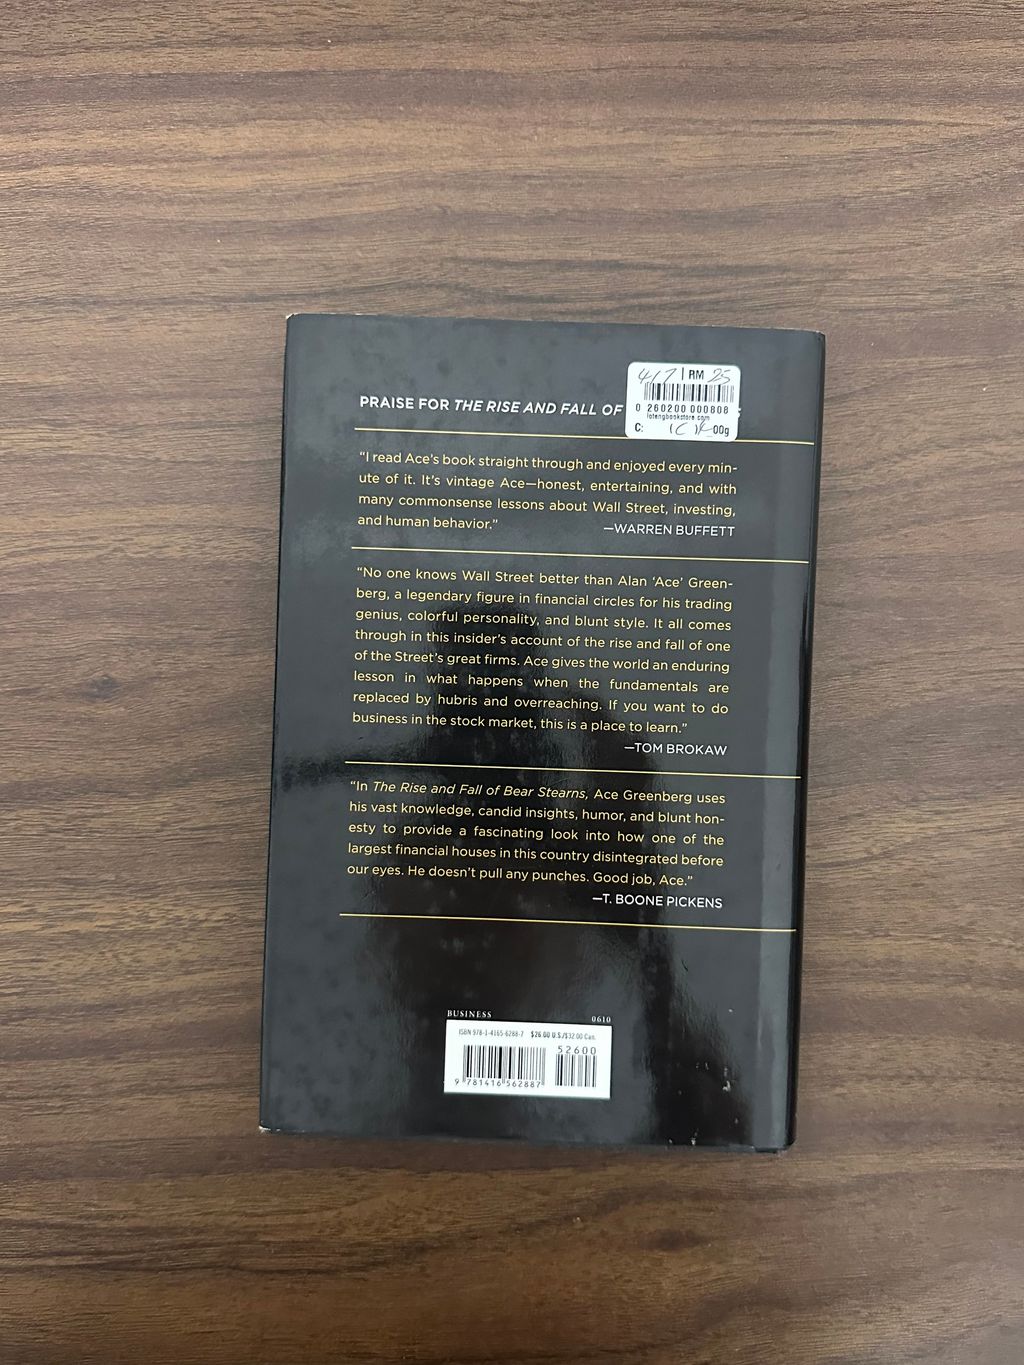 4/7 RM 25
PRAISE FOR THE RISE AND FALL OF
0 260200 000808
lotengbookstore.com
C: 00g
“I read Ace’s book straight through and enjoyed every min-
ute of it. It’s vintage Ace—honest, entertaining, and with
many commonsense lessons about Wall Street, investing,
and human behavior.” —WARREN BUFFETT
“No one knows Wall Street better than Alan ‘Ace’ Green-
berg, a legendary figure in financial circles for his trading
genius, colorful personality, and blunt style. It all comes
through in this insider’s account of the rise and fall of one
of the Street’s great firms. Ace gives the world an enduring
lesson in what happens when the fundamentals are
replaced by hubris and overreaching. If you want to do
business in the stock market, this is a place to learn.”
—TOM BROKAW
“In The Rise and Fall of Bear Stearns, Ace Greenberg uses
his vast knowledge, candid insights, humor, and blunt hon-
esty to provide a fascinating look into how one of the
largest financial houses in this country disintegrated before
our eyes. He doesn’t pull any punches. Good job, Ace.”
—T. BOONE PICKENS
BUSINESS 0610
ISBN 978-1-4165-6288-7 $26.00 U.S./$32.00 Can.
52600
9 781416 562887